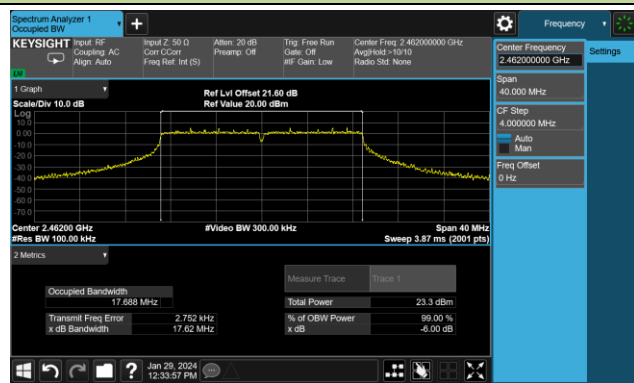 Spectrum Analyzer 1
Occupied BW
Frequency
KEYSIGHT
Input: RF
Coupling: AC
Align: Auto
Input Z: 50 Ω
Corr CCorr
Freq Ref: Int (S)
Atten: 20 dB
Preamp: Off
Trig: Free Run
Gate: Off
#IF Gain: Low
Center Freq: 2.462000000 GHz
Avg|Hold:>10/10
Radio Std: None
LXI
Center Frequency
2.462000000 GHz
Settings
Span
40.000 MHz
CF Step
4.000000 MHz
Auto
Man
Freq Offset
0 Hz
1 Graph
Scale/Div 10.0 dB
Ref Lvl Offset 21.60 dB
Ref Value 20.00 dBm
Log
10.0
0.00
-10.0
-20.0
-30.0
-40.0
-50.0
-60.0
-70.0
Center 2.46200 GHz
#Res BW 100.00 kHz
#Video BW 300.00 kHz
Span 40 MHz
Sweep 3.87 ms (2001 pts)
2 Metrics
Measure Trace Trace 1
Occupied Bandwidth
17.688 MHz
Total Power 23.3 dBm
Transmit Freq Error 2.752 kHz
% of OBW Power 99.00 %
x dB Bandwidth 17.62 MHz
x dB -6.00 dB
?
Jan 29, 2024
12:33:57 PM